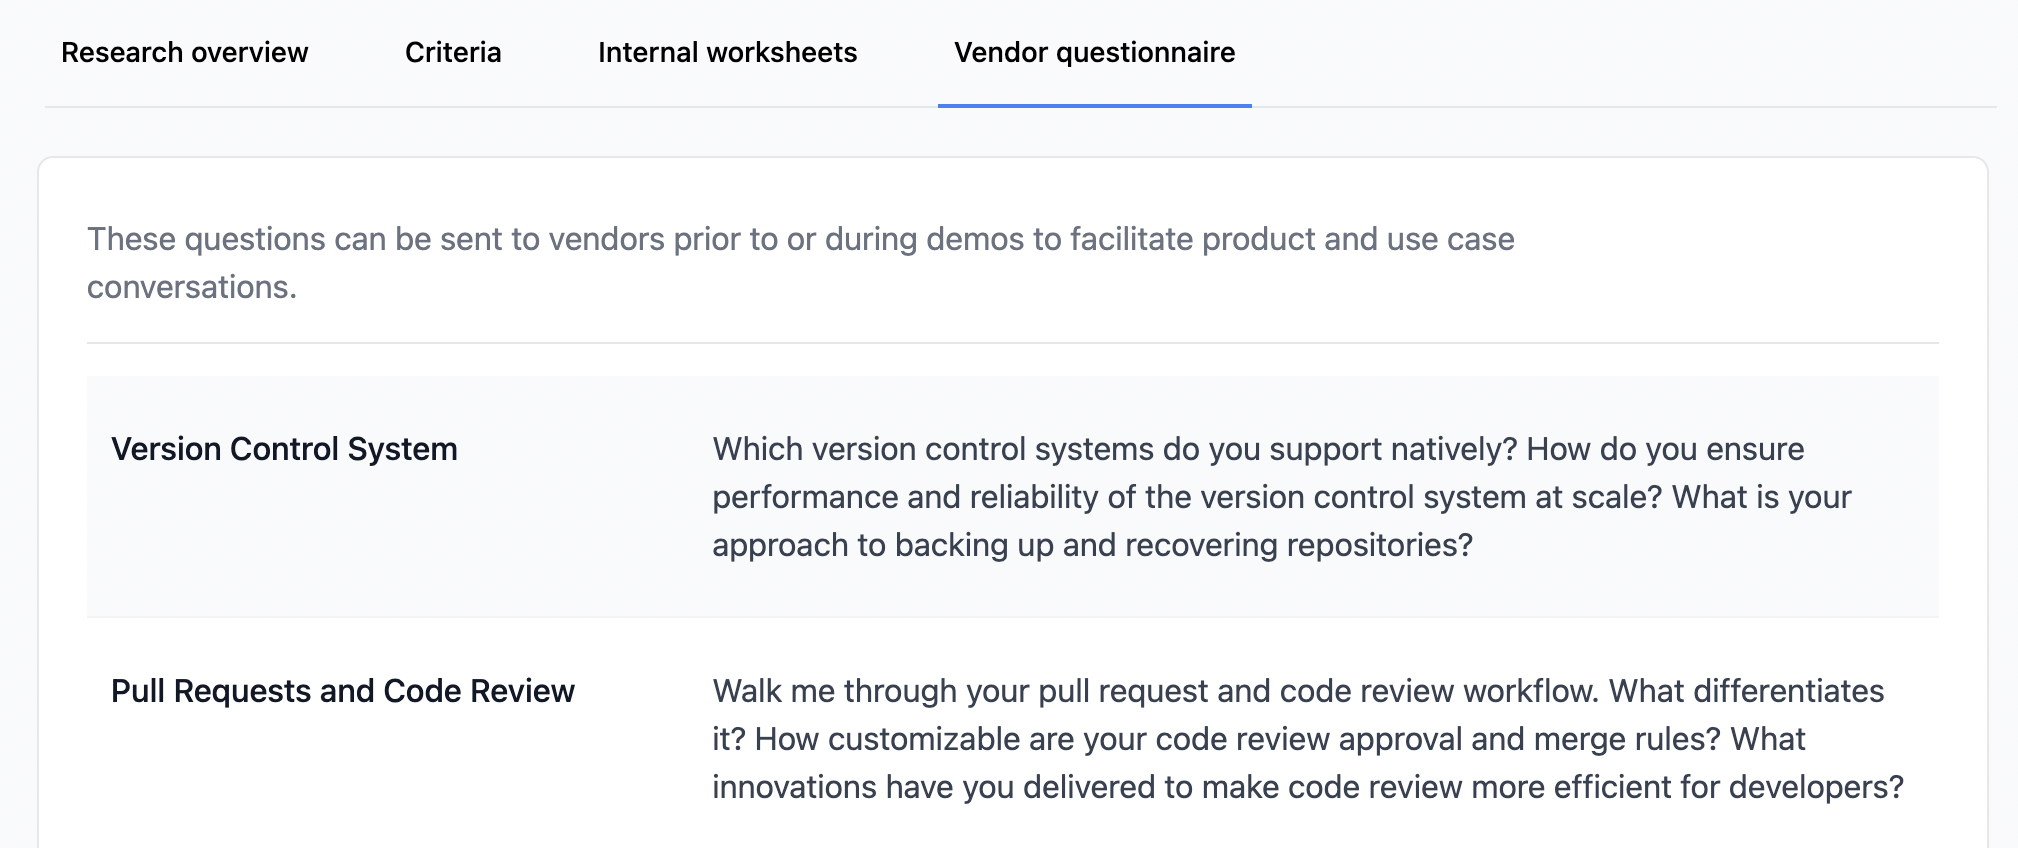 Research overview
Criteria
Internal worksheets
Vendor questionnaire
These questions can be sent to vendors prior to or during demos to facilitate product and use case
conversations.
Version Control System
Which version control systems do you support natively? How do you ensure
performance and reliability of the version control system at scale? What is your
approach to backing up and recovering repositories?
Pull Requests and Code Review
Walk me through your pull request and code review workflow. What differentiates
it? How customizable are your code review approval and merge rules? What
innovations have you delivered to make code review more efficient for developers?